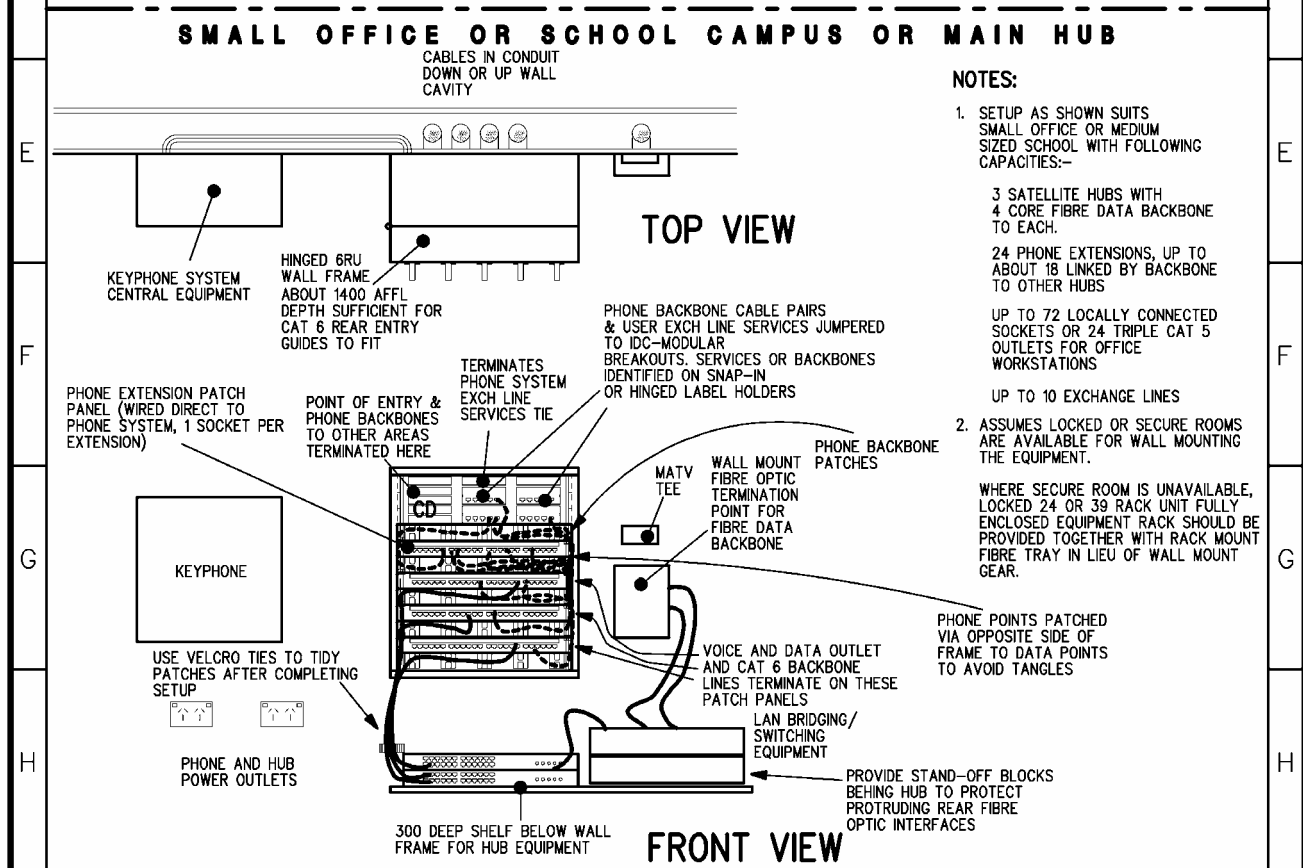 SMALL OFFICE OR SCHOOL CAMPUS OR MAIN HUB
CABLES IN CONDUIT
DOWN OR UP WALL
CAVITY
E
TOP VIEW
KEYPHONE SYSTEM
CENTRAL EQUIPMENT
HINGED 6RU
WALL FRAME
ABOUT 1400 AFFL
DEPTH SUFFICIENT FOR
CAT 6 REAR ENTRY
GUIDES TO FIT
F
PHONE BACKBONE CABLE PAIRS
& USER EXCH LINE SERVICES JUMPERED
TO IDC-MODULAR
BREAKOUTS. SERVICES OR BACKBONES
IDENTIFIED ON SNAP-IN
OR HINGED LABEL HOLDERS
TERMINATES
PHONE SYSTEM
EXCH LINE
SERVICES TIE
PHONE EXTENSION PATCH
PANEL (WIRED DIRECT TO
PHONE SYSTEM, 1 SOCKET PER
EXTENSION)
POINT OF ENTRY &
PHONE BACKBONES
TO OTHER AREAS
TERMINATED HERE
PHONE BACKBONE
PATCHES
MATV
TEE
WALL MOUNT
FIBRE OPTIC
TERMINATION
POINT FOR
FIBRE DATA
BACKBONE
CD
G
KEYPHONE
USE VELCRO TIES TO TIDY
PATCHES AFTER COMPLETING
SETUP
VOICE AND DATA OUTLET
AND CAT 6 BACKBONE
LINES TERMINATE ON THESE
PATCH PANELS
PHONE POINTS PATCHED
VIA OPPOSITE SIDE OF
FRAME TO DATA POINTS
TO AVOID TANGLES
LAN BRIDGING/
SWITCHING
EQUIPMENT
H
PHONE AND HUB
POWER OUTLETS
PROVIDE STAND-OFF BLOCKS
BEHING HUB TO PROTECT
PROTRUDING REAR FIBRE
OPTIC INTERFACES
300 DEEP SHELF BELOW WALL
FRAME FOR HUB EQUIPMENT
FRONT VIEW
NOTES:
1. SETUP AS SHOWN SUITS
SMALL OFFICE OR MEDIUM
SIZED SCHOOL WITH FOLLOWING
CAPACITIES:-
3 SATELLITE HUBS WITH
4 CORE FIBRE DATA BACKBONE
TO EACH.
24 PHONE EXTENSIONS, UP TO
ABOUT 18 LINKED BY BACKBONE
TO OTHER HUBS
UP TO 72 LOCALLY CONNECTED
SOCKETS OR 24 TRIPLE CAT 5
OUTLETS FOR OFFICE
WORKSTATIONS
UP TO 10 EXCHANGE LINES
2. ASSUMES LOCKED OR SECURE ROOMS
ARE AVAILABLE FOR WALL MOUNTING
THE EQUIPMENT.
WHERE SECURE ROOM IS UNAVAILABLE,
LOCKED 24 OR 39 RACK UNIT FULLY
ENCLOSED EQUIPMENT RACK SHOULD BE
PROVIDED TOGETHER WITH RACK MOUNT
FIBRE TRAY IN LIEU OF WALL MOUNT
GEAR.
E
F
G
H